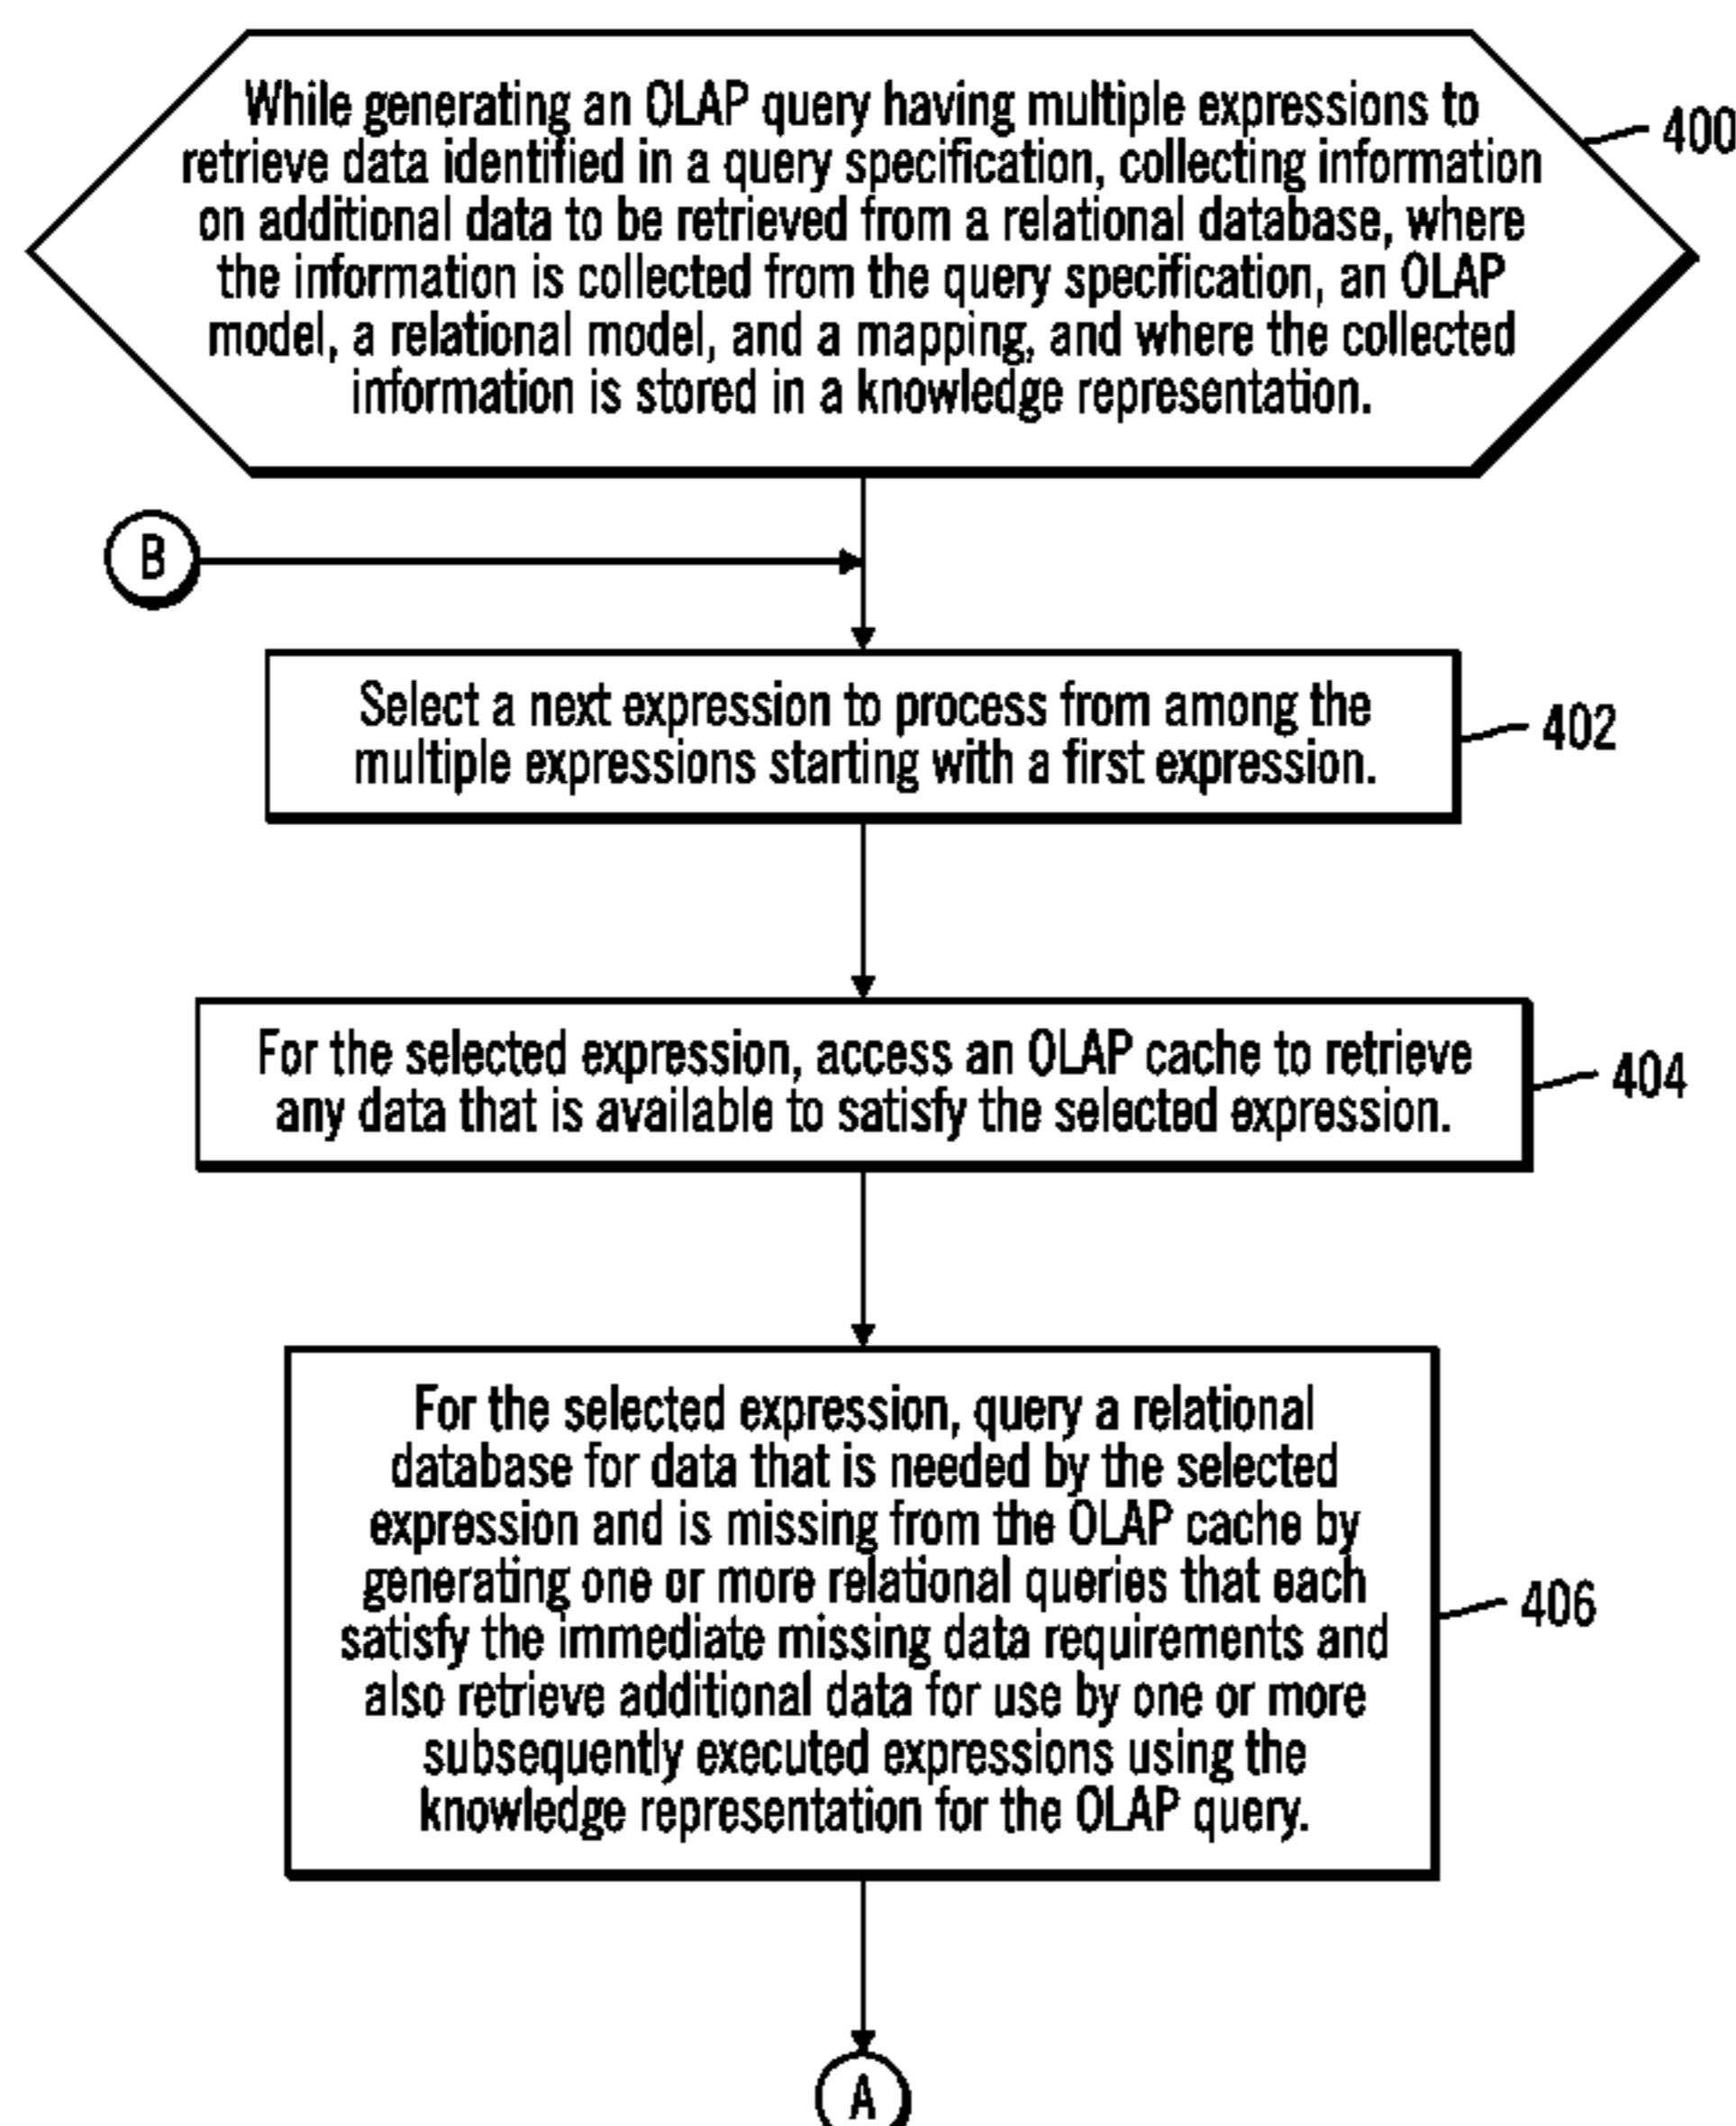 While generating an OLAP query having multiple expressions to
retrieve data identified in a query specification, collecting information
on additional data to be retrieved from a relational database, where
the information is collected from the query specification, an OLAP
model, a relational model, and a mapping, and where the collected
information is stored in a knowledge representation.
400
B
Select a next expression to process from among the
multiple expressions starting with a first expression.
402
For the selected expression, access an OLAP cache to retrieve
any data that is available to satisfy the selected expression.
404
For the selected expression, query a relational
database for data that is needed by the selected
expression and is missing from the OLAP cache by
generating one or more relational queries that each
satisfy the immediate missing data requirements and
also retrieve additional data for use by one or more
subsequently executed expressions using the
knowledge representation for the OLAP query.
406
A